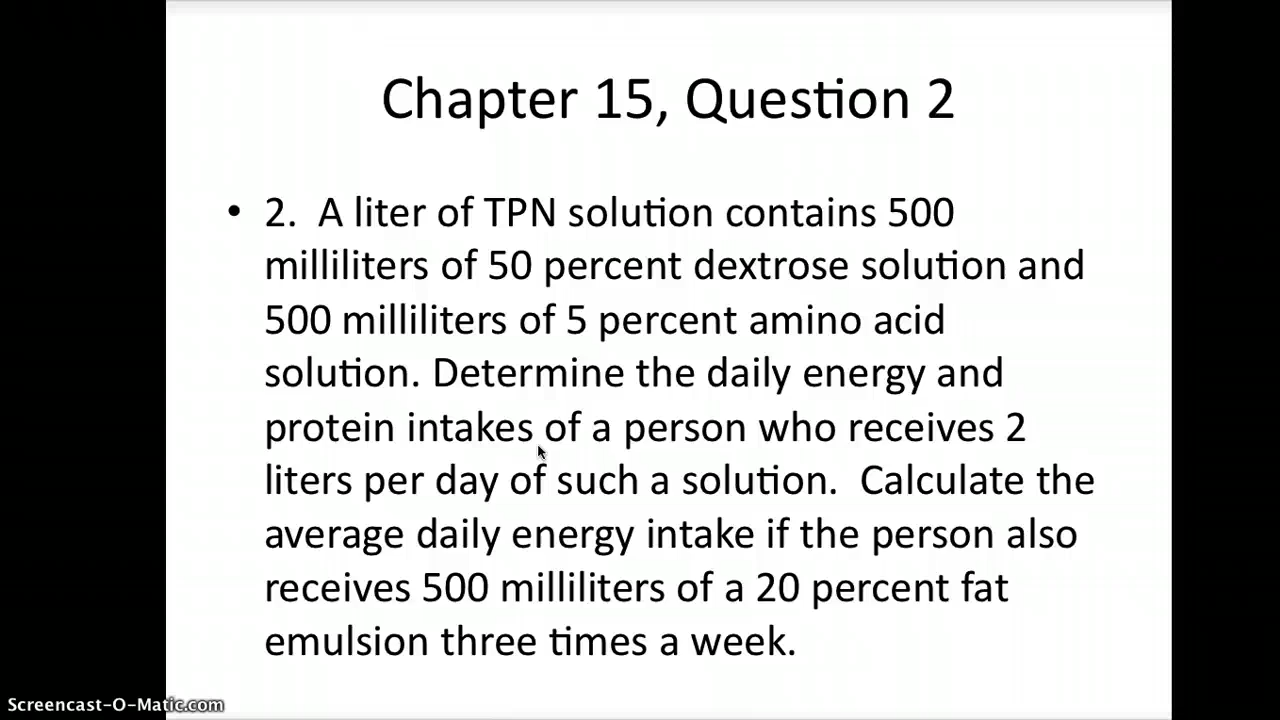 Chapter 15, Question 2
• 2.  A liter of TPN solution contains 500
milliliters of 50 percent dextrose solution and
500 milliliters of 5 percent amino acid
solution. Determine the daily energy and
protein intakes of a person who receives 2
liters per day of such a solution.  Calculate the
average daily energy intake if the person also
receives 500 milliliters of a 20 percent fat
emulsion three times a week.
Screencast-O-Matic.com